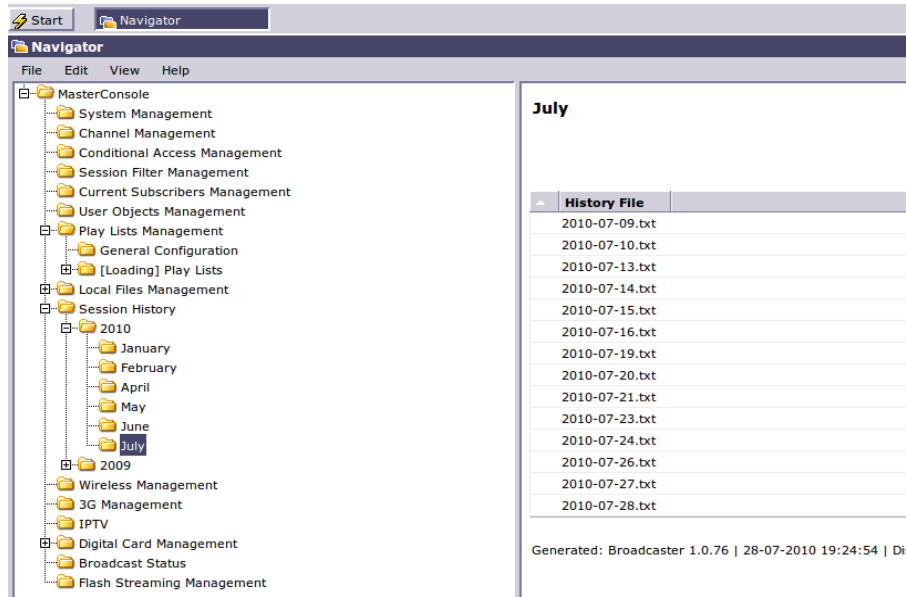 Start
Navigator
Navigator
File Edit View Help
MasterConsole
System Management
Channel Management
Conditional Access Management
Session Filter Management
Current Subscribers Management
User Objects Management
Play Lists Management
General Configuration
[Loading] Play Lists
Local Files Management
Session History
2010
January
February
April
May
June
July
2009
Wireless Management
3G Management
IPTV
Digital Card Management
Broadcast Status
Flash Streaming Management
July
History File
2010-07-09.txt
2010-07-10.txt
2010-07-13.txt
2010-07-14.txt
2010-07-15.txt
2010-07-16.txt
2010-07-19.txt
2010-07-20.txt
2010-07-21.txt
2010-07-23.txt
2010-07-24.txt
2010-07-26.txt
2010-07-27.txt
2010-07-28.txt
Generated: Broadcaster 1.0.76 | 28-07-2010 19:24:54 |